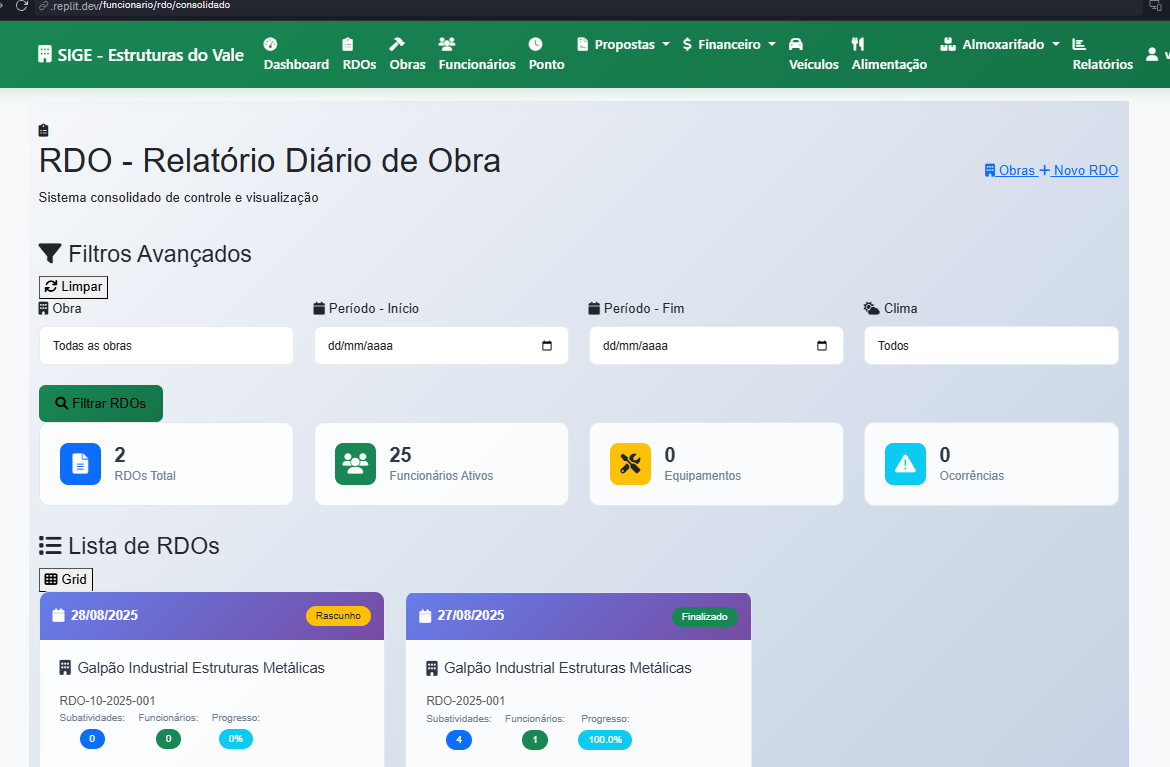 .replit.dev/funcionario/rdo/consolidado
SIGE - Estruturas do Vale
Dashboard
RDOs
Obras
Funcionários
Ponto
Propostas
Financeiro
Veículos
Alimentação
Almoxarifado
Relatórios
RDO - Relatório Diário de Obra
Obras Novo RDO
Sistema consolidado de controle e visualização
Filtros Avançados
Limpar
Obra
Período - Início
Período - Fim
Clima
Todas as obras
dd/mm/aaaa
dd/mm/aaaa
Todos
Filtrar RDOs
2
RDOs Total
25
Funcionários Ativos
0
Equipamentos
0
Ocorrências
Lista de RDOs
Grid
28/08/2025
Rascunho
Galpão Industrial Estruturas Metálicas
RDO-10-2025-001
Subatividades: Funcionários: Progresso:
0 0 0%
27/08/2025
Finalizado
Galpão Industrial Estruturas Metálicas
RDO-2025-001
Subatividades: Funcionários: Progresso:
4 1 100.0%